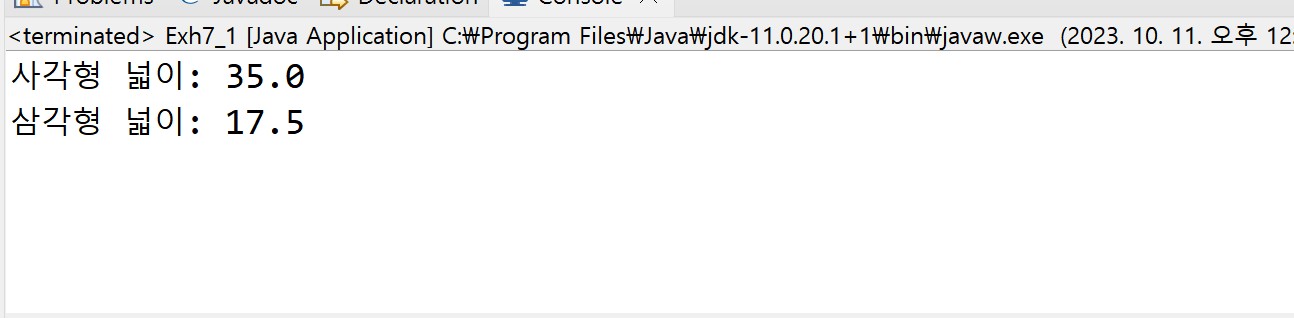 Problems Javadoc Declaration Console
<terminated> Exh7_1 [Java Application] C:₩Program Files₩Java₩jdk-11.0.20.1+1₩bin₩javaw.exe (2023. 10. 11. 오후 12:
사각형 넓이: 35.0
삼각형 넓이: 17.5